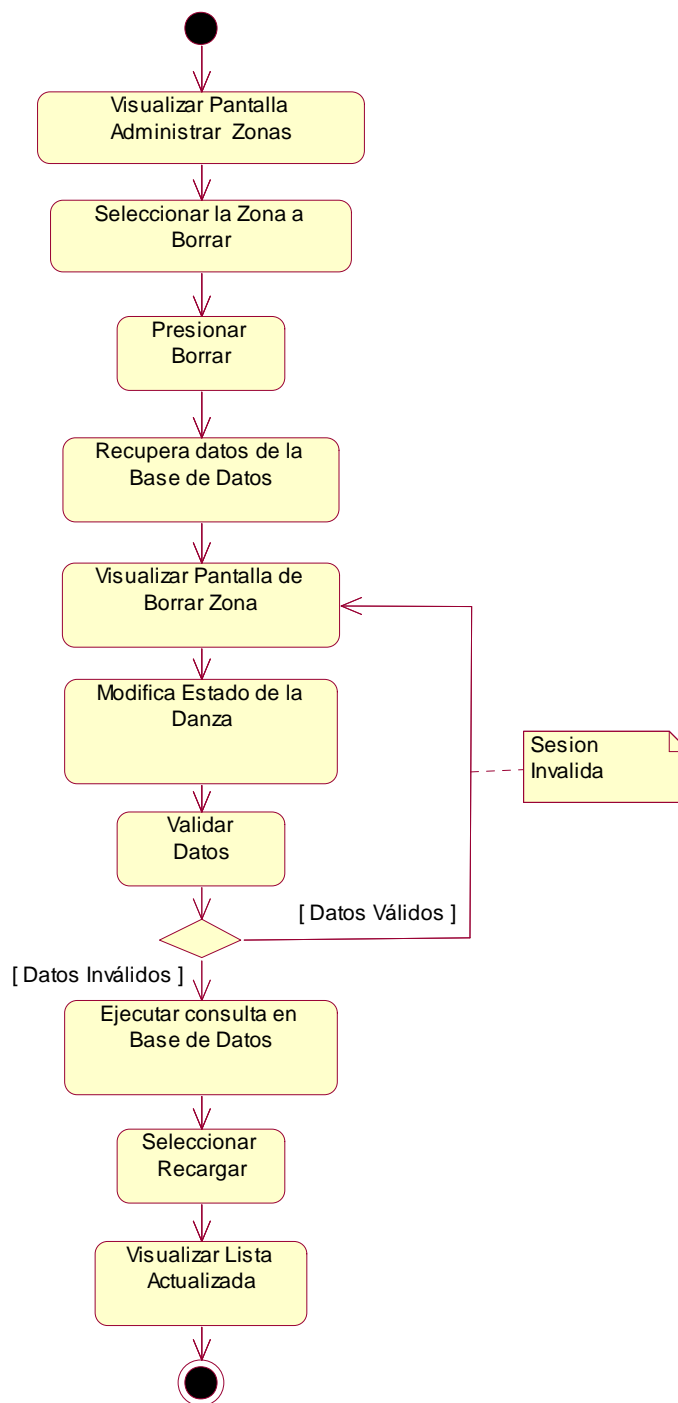 Visualizar Pantalla
Administrar Zonas
Seleccionar la Zona a
Borrar
Presionar
Borrar
Recupera datos de la
Base de Datos
Visualizar Pantalla de
Borrar Zona
Modifica Estado de la
Danza
Sesion
Invalida
Validar
Datos
[ Datos Válidos ]
[ Datos Inválidos ]
Ejecutar consulta en
Base de Datos
Seleccionar
Recargar
Visualizar Lista
Actualizada